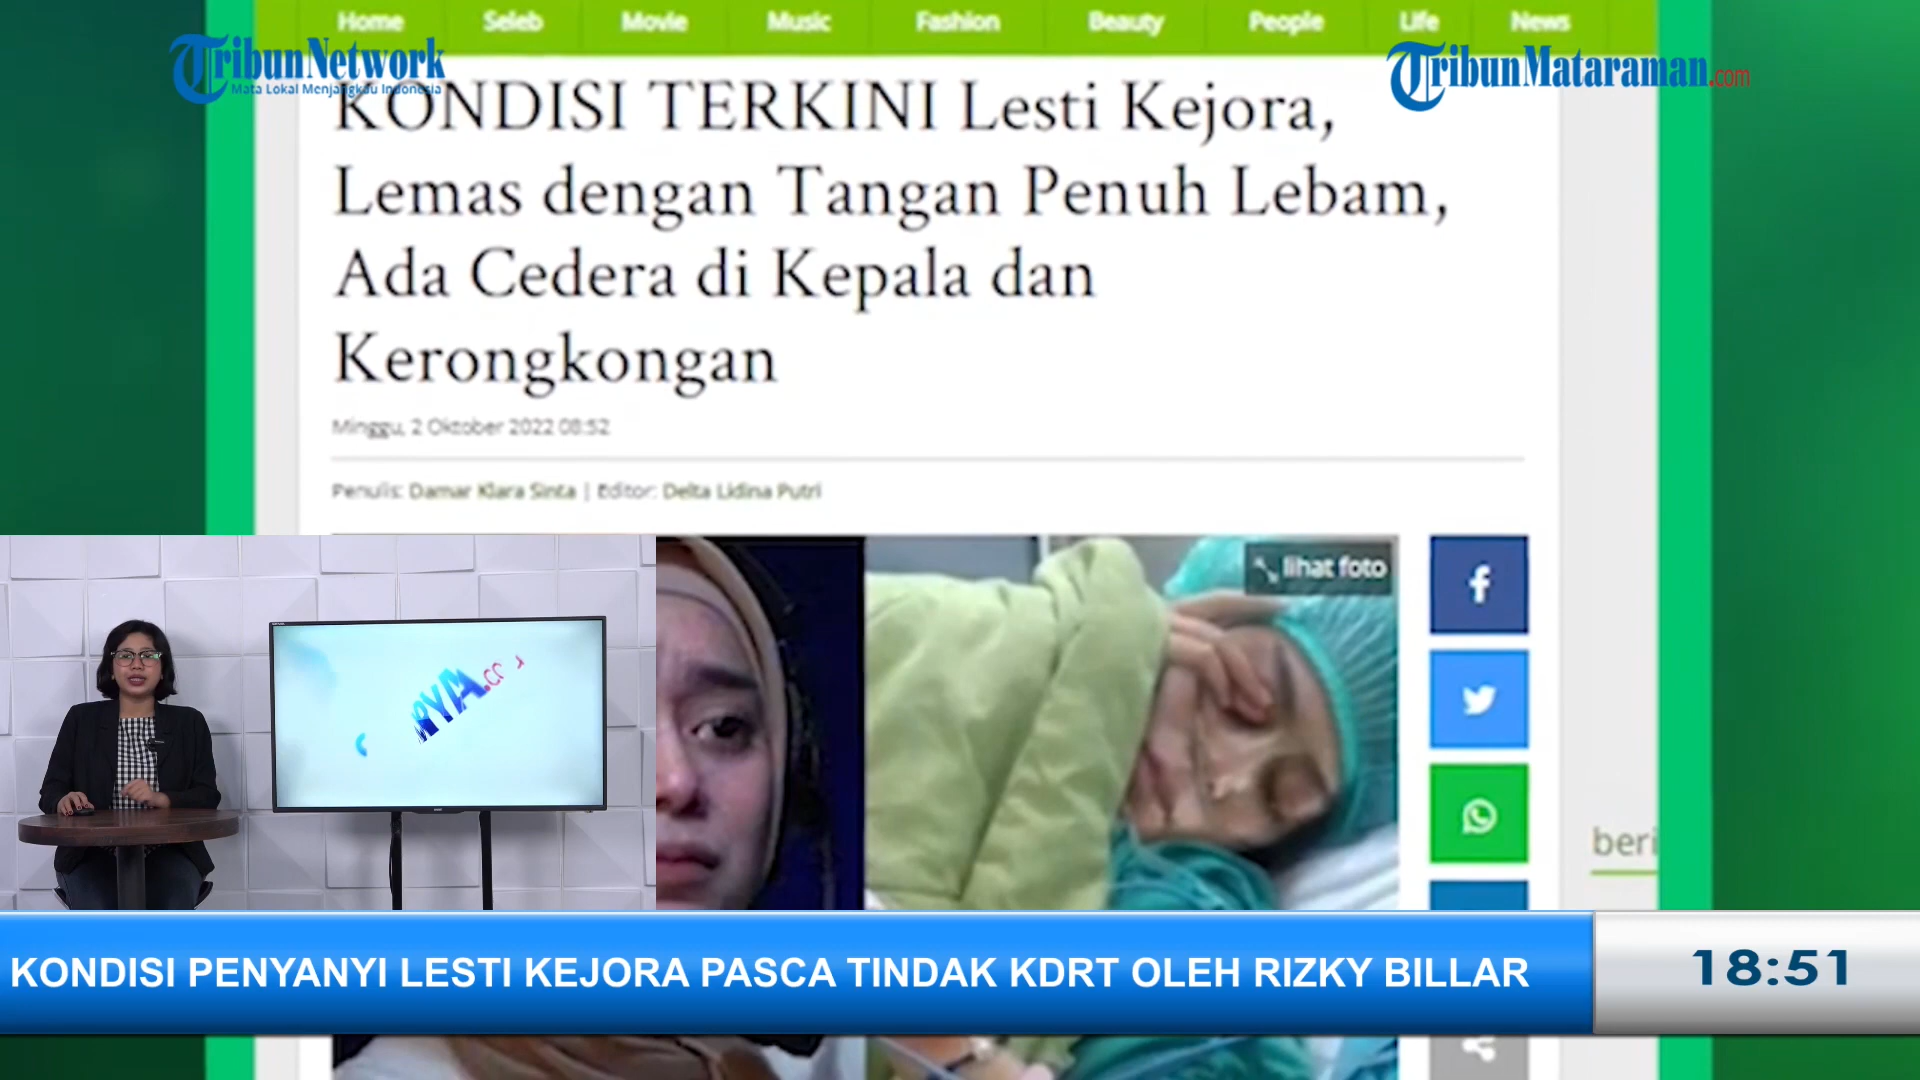 Home Seleb Movie Music Fashion Beauty People Life News
TribunNetwork
Mata Lokal Menjangkau Indonesia
TribunMataraman.com
KONDISI TERKINI Lesti Kejora,
Lemas dengan Tangan Penuh Lebam,
Ada Cedera di Kepala dan
Kerongkongan
Minggu, 2 Oktober 2022 08:52
Penulis: Damar Klara Sinta | Editor: Delta Lidina Putri
lihat foto
RYA.CO
beri
KONDISI PENYANYI LESTI KEJORA PASCA TINDAK KDRT OLEH RIZKY BILLAR
18:51